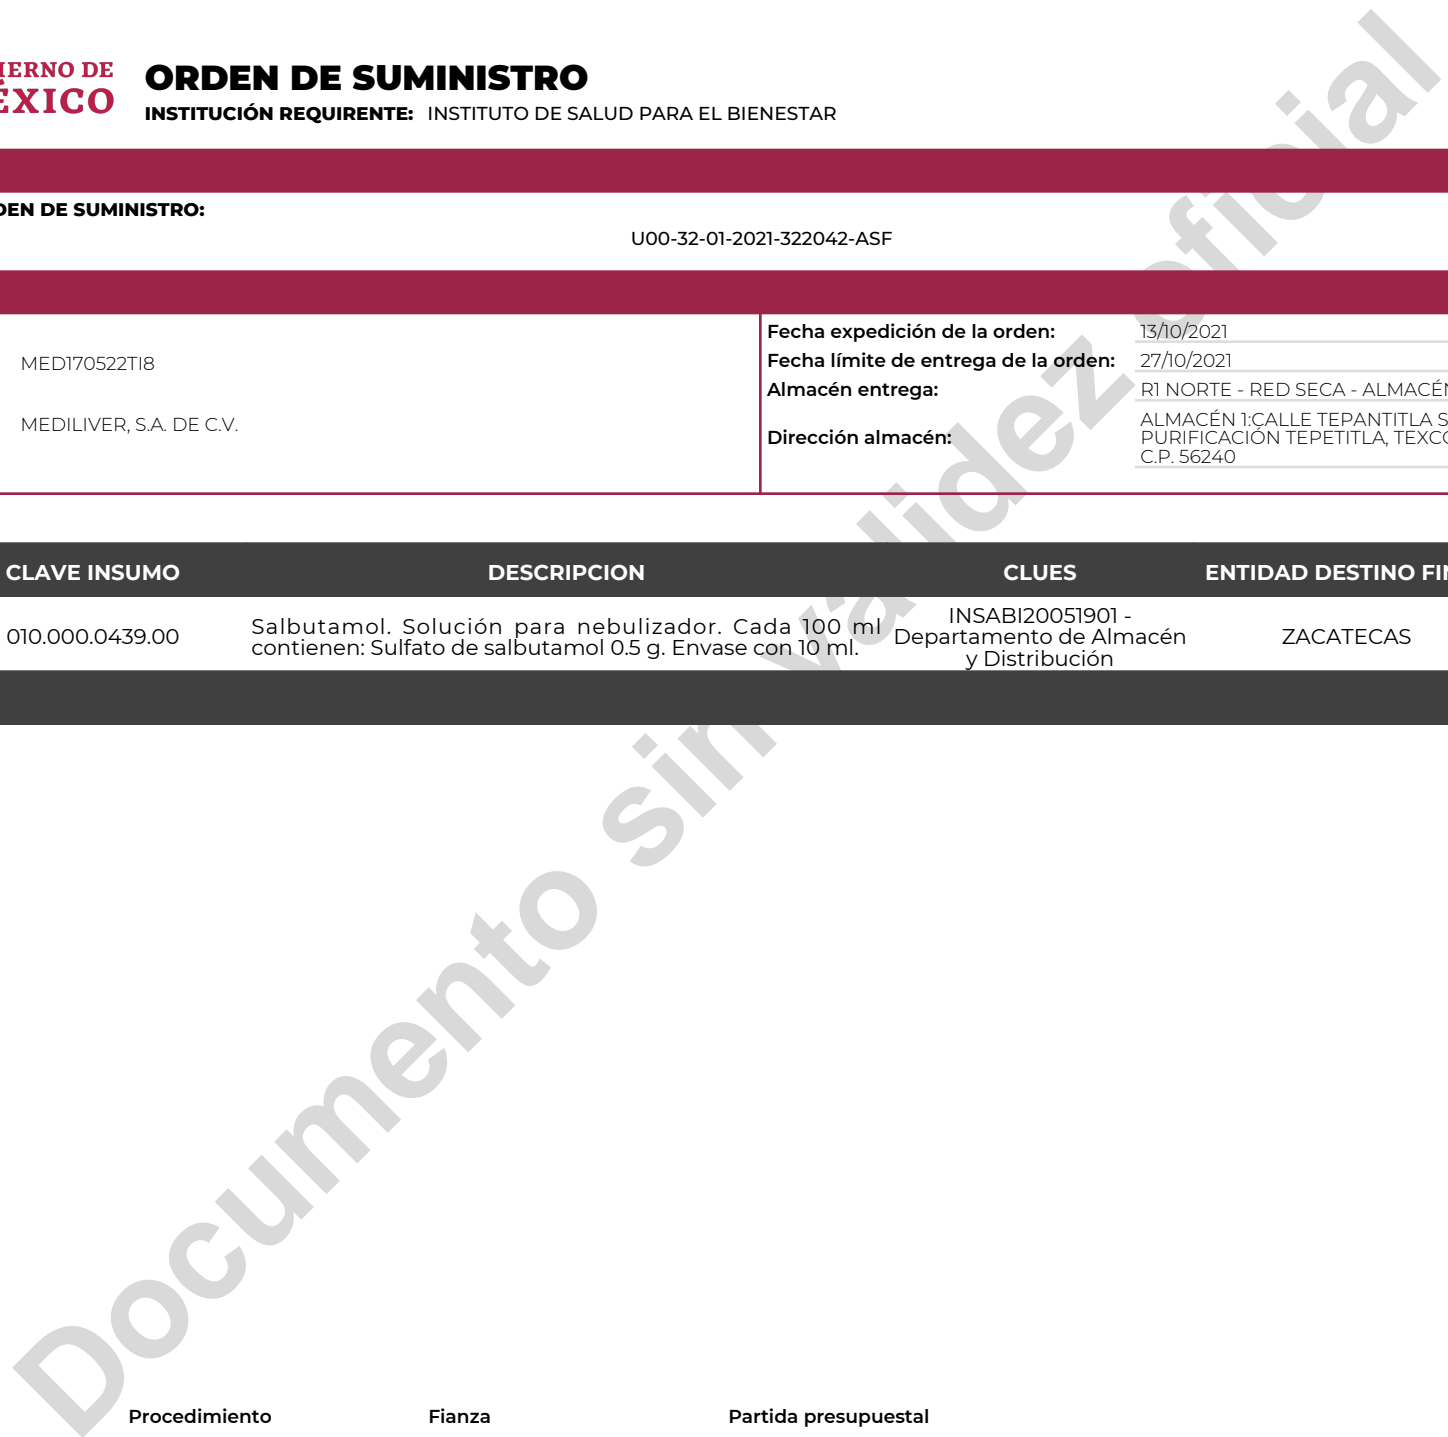 IERNO DE
ÉXICO
ORDEN DE SUMINISTRO
INSTITUCIÓN REQUIRENTE: INSTITUTO DE SALUD PARA EL BIENESTAR
DEN DE SUMINISTRO:
U00-32-01-2021-322042-ASF
MED170522TI8
MEDILIVER, S.A. DE C.V.
Fecha expedición de la orden: 13/10/2021
Fecha límite de entrega de la orden: 27/10/2021
Almacén entrega: R1 NORTE - RED SECA - ALMACÉN
Dirección almacén: ALMACÉN 1:CALLE TEPANTITLA S
PURIFICACIÓN TEPETITLA, TEXCO
C.P. 56240
CLAVE INSUMO DESCRIPCION CLUES ENTIDAD DESTINO FIN
010.000.0439.00
Salbutamol. Solución para nebulizador. Cada 100 ml
contienen: Sulfato de salbutamol 0.5 g. Envase con 10 ml.
INSABI20051901 -
Departamento de Almacén
y Distribución
ZACATECAS
Documento sin validez oficial
Procedimiento Fianza Partida presupuestal